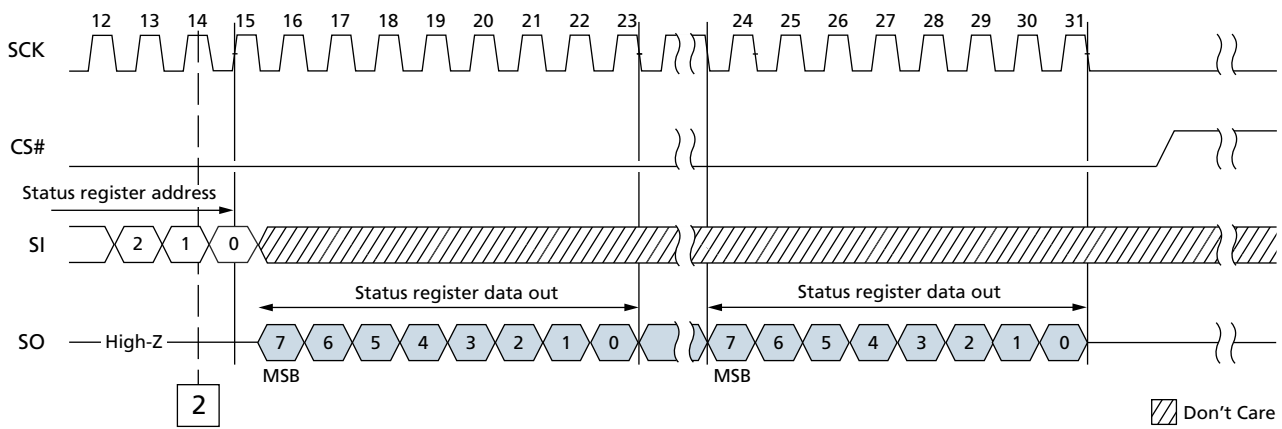 12 13 14 15 16 17 18 19 20 21 22 23 24 25 26 27 28 29 30 31
SCK
CS#
Status register address
SI 2 1 0
Status register data out Status register data out
SO High-Z 7 6 5 4 3 2 1 0 7 6 5 4 3 2 1 0
MSB MSB
2
Don't Care